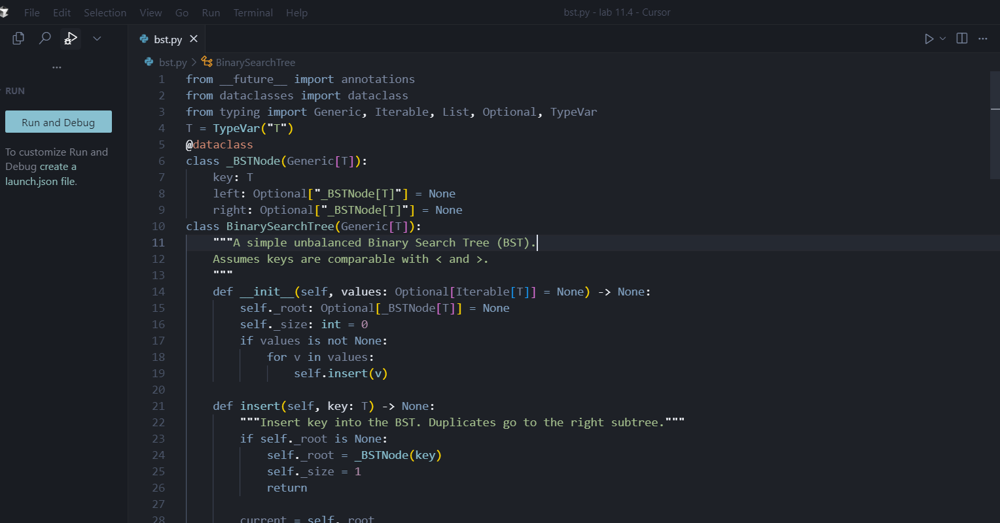 File Edit Selection View Go Run Terminal Help
bst.py - lab 11.4 - Cursor
bst.py
bst.py > BinarySearchTree
RUN
Run and Debug
To customize Run and
Debug create a
launch.json file.
1 from __future__ import annotations
2 from dataclasses import dataclass
3 from typing import Generic, Iterable, List, Optional, TypeVar
4 T = TypeVar("T")
5 @dataclass
6 class _BSTNode(Generic[T]):
7     key: T
8     left: Optional["_BSTNode[T]"] = None
9     right: Optional["_BSTNode[T]"] = None
10 class BinarySearchTree(Generic[T]):
11     """A simple unbalanced Binary Search Tree (BST).
12     Assumes keys are comparable with < and >.
13     """
14     def __init__(self, values: Optional[Iterable[T]] = None) -> None:
15         self._root: Optional[_BSTNode[T]] = None
16         self._size: int = 0
17         if values is not None:
18             for v in values:
19                 self.insert(v)
20
21     def insert(self, key: T) -> None:
22         """Insert key into the BST. Duplicates go to the right subtree."""
23         if self._root is None:
24             self._root = _BSTNode(key)
25             self._size = 1
26             return
27
28         current = self._root